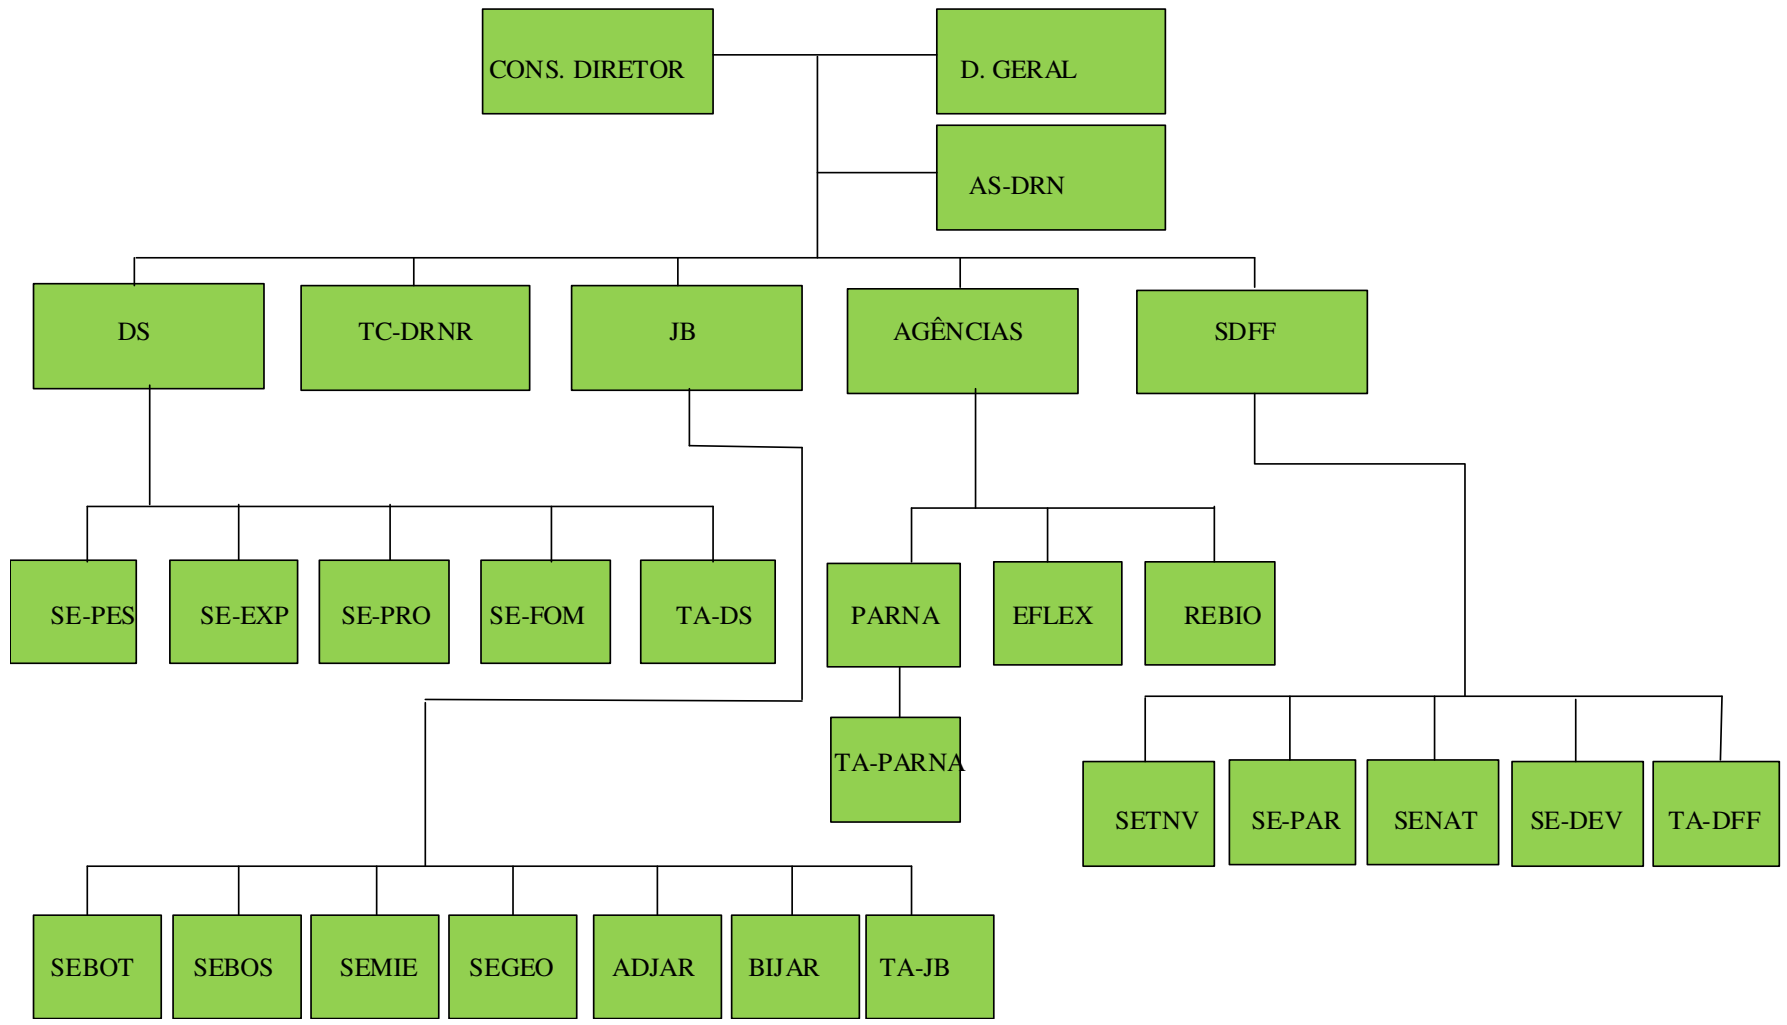 CONS. DIRETOR
D. GERAL
AS-DRN
DS
TC-DRNR
JB
AGÊNCIAS
SDFF
SE-PES
SE-EXP
SE-PRO
SE-FOM
TA-DS
PARNA
EFLEX
REBIO
TA-PARNA
SETNV
SE-PAR
SENAT
SE-DEV
TA-DFF
SEBOT
SEBOS
SEMIE
SEGEO
ADJAR
BIJAR
TA-JB